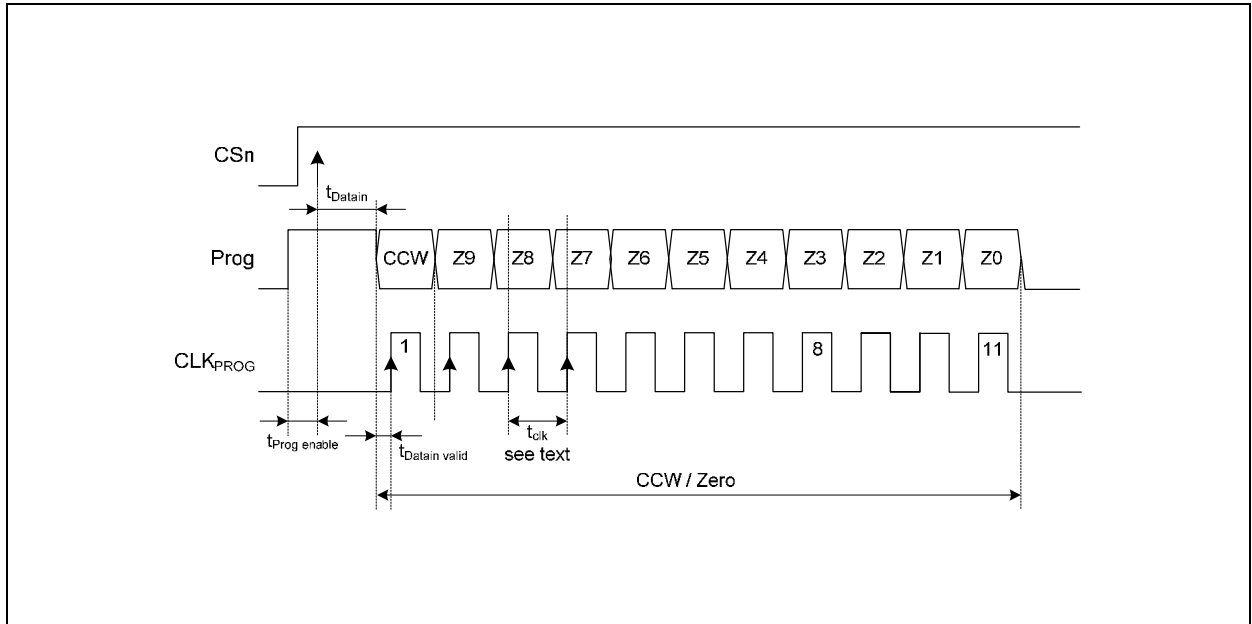 CSn
tDatain
Prog
CCW Z9 Z8 Z7 Z6 Z5 Z4 Z3 Z2 Z1 Z0
CLKPROG
1 8 11
tProg enable
tDatain valid
tclk
see text
CCW / Zero